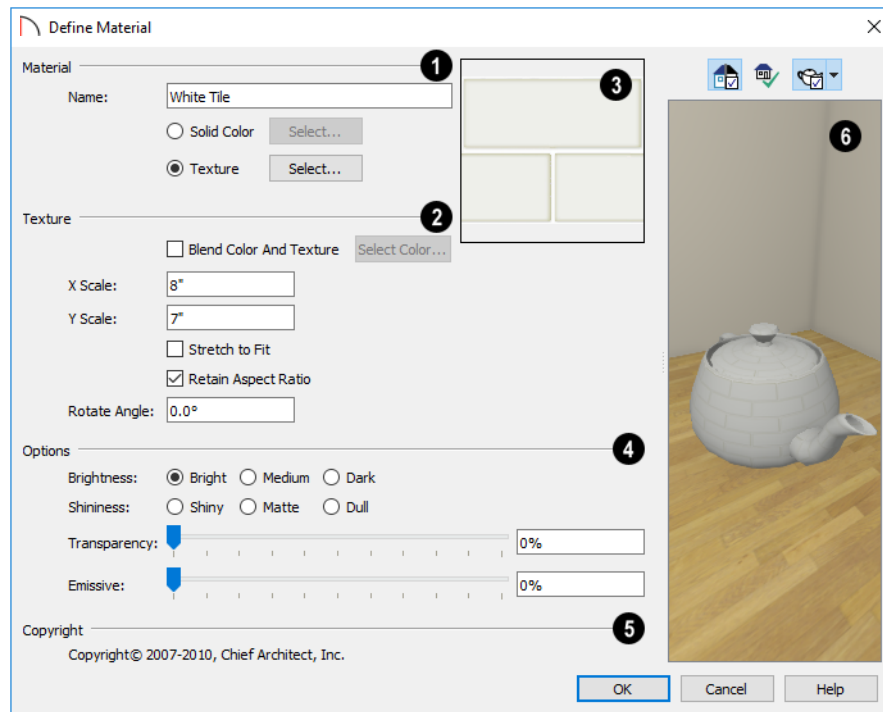 Define Material
Material
1
Name: White Tile
Solid Color Select...
Texture Select...
3
6
Texture
2
Blend Color And Texture Select Color...
X Scale: 8"
Y Scale: 7"
Stretch to Fit
Retain Aspect Ratio
Rotate Angle: 0.0°
Options
4
Brightness: Bright Medium Dark
Shininess: Shiny Matte Dull
Transparency: 0%
Emissive: 0%
Copyright
5
Copyright© 2007-2010, Chief Architect, Inc.
OK Cancel Help